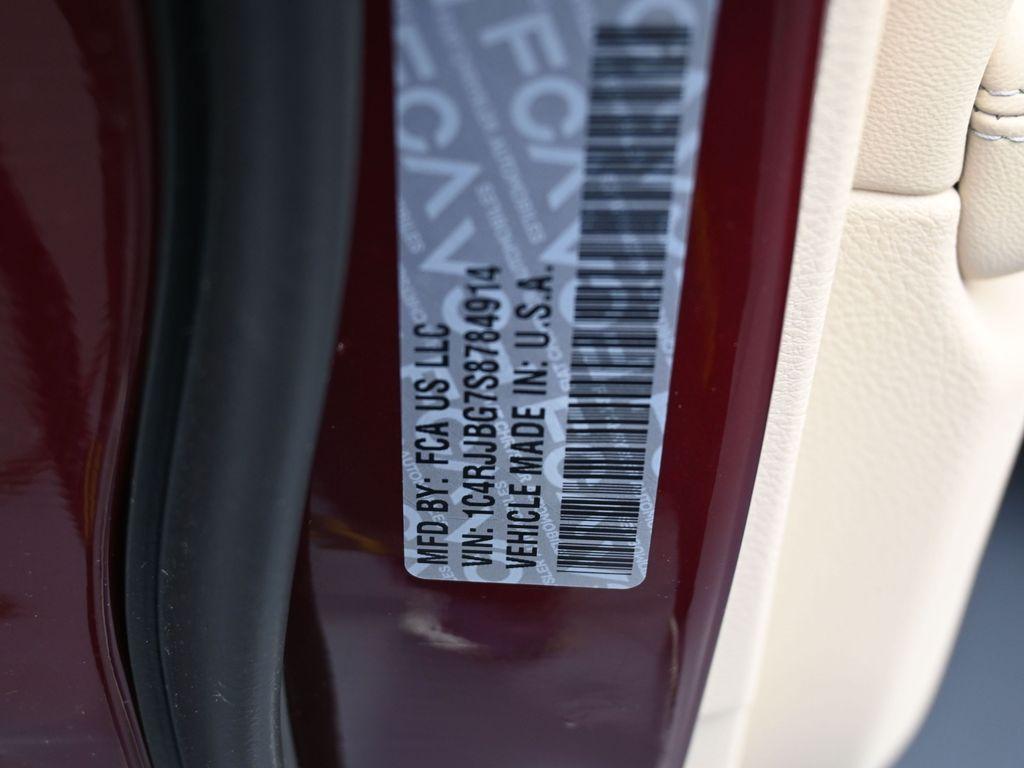 MFD BY: FCA US LLC
VIN: 1C4RJJBG7S8784914
VEHICLE MADE IN: U.S.A.